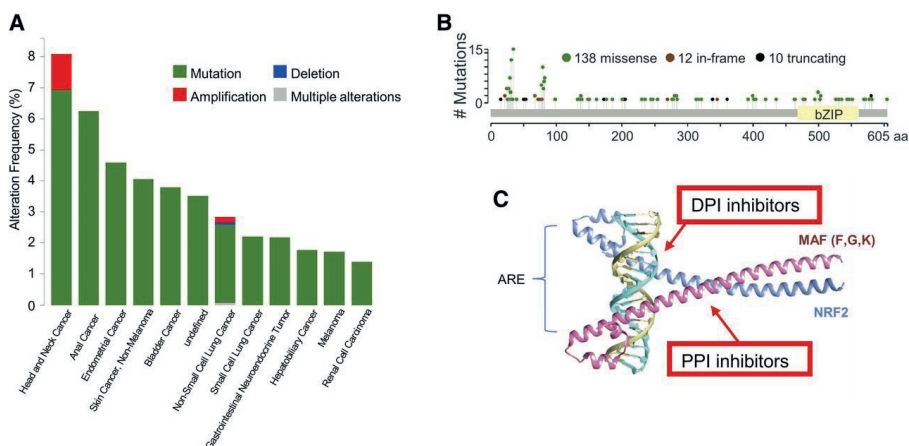 A
Alteration Frequency (%)
8
7
6
5
4
3
2
1
0
Mutation
Deletion
Amplification
Multiple alterations
Head and Neck Cancer
Anal Cancer
Endometrial Cancer
Skin Cancer, Non-Melanoma
Bladder Cancer
undefined
Non-Small Cell Lung Cancer
Small Cell Lung Cancer
Gastrointestinal Neuroendocrine Tumor
Hepatobiliary Cancer
Melanoma
Renal Cell Carcinoma
B
# Mutations
15
0
138 missense
12 in-frame
10 truncating
bZIP
0 100 200 300 400 500 605 aa
C
DPI inhibitors
MAF (F,G,K)
ARE
NRF2
PPI inhibitors